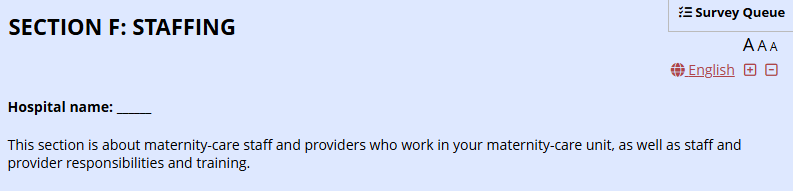 Survey Queue
SECTION F: STAFFING
A A A
English
Hospital name: ______
This section is about maternity-care staff and providers who work in your maternity-care unit, as well as staff and
provider responsibilities and training.